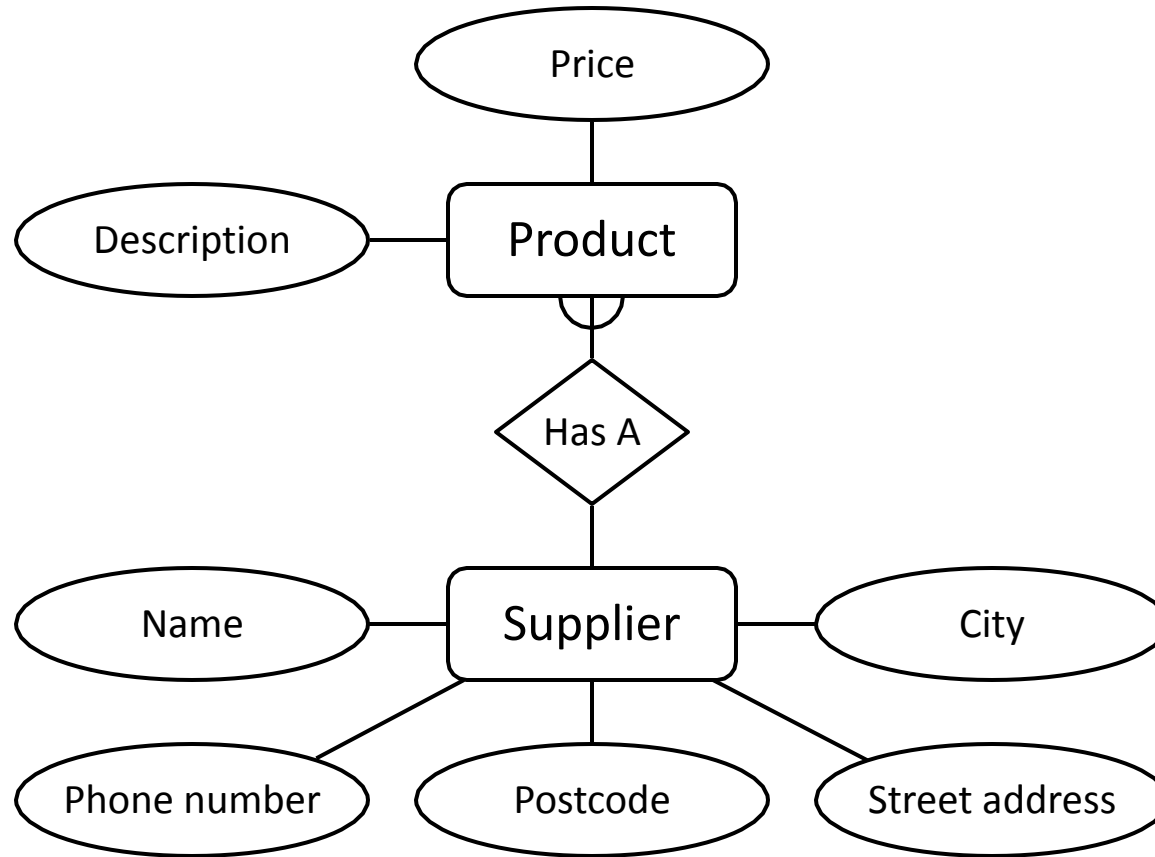 Price
Description
Product
Has A
Name
Supplier
City
Phone number
Postcode
Street address